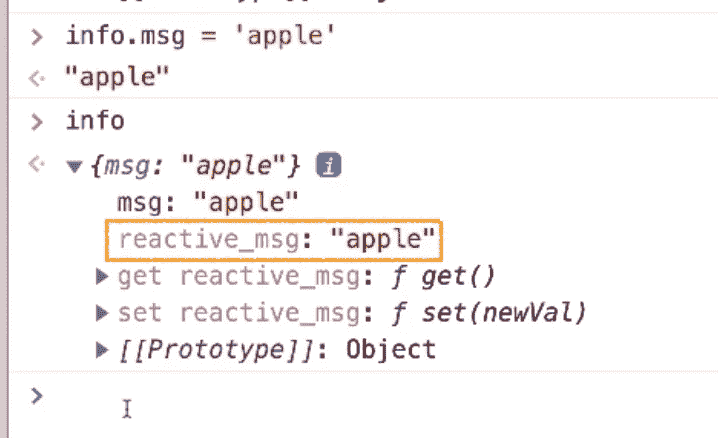 > info.msg = 'apple'
"apple"
> info
{msg: "apple"} i
msg: "apple"
reactive_msg: "apple"
get reactive_msg: ƒ get()
set reactive_msg: ƒ set(newVal)
[[Prototype]]: Object
>